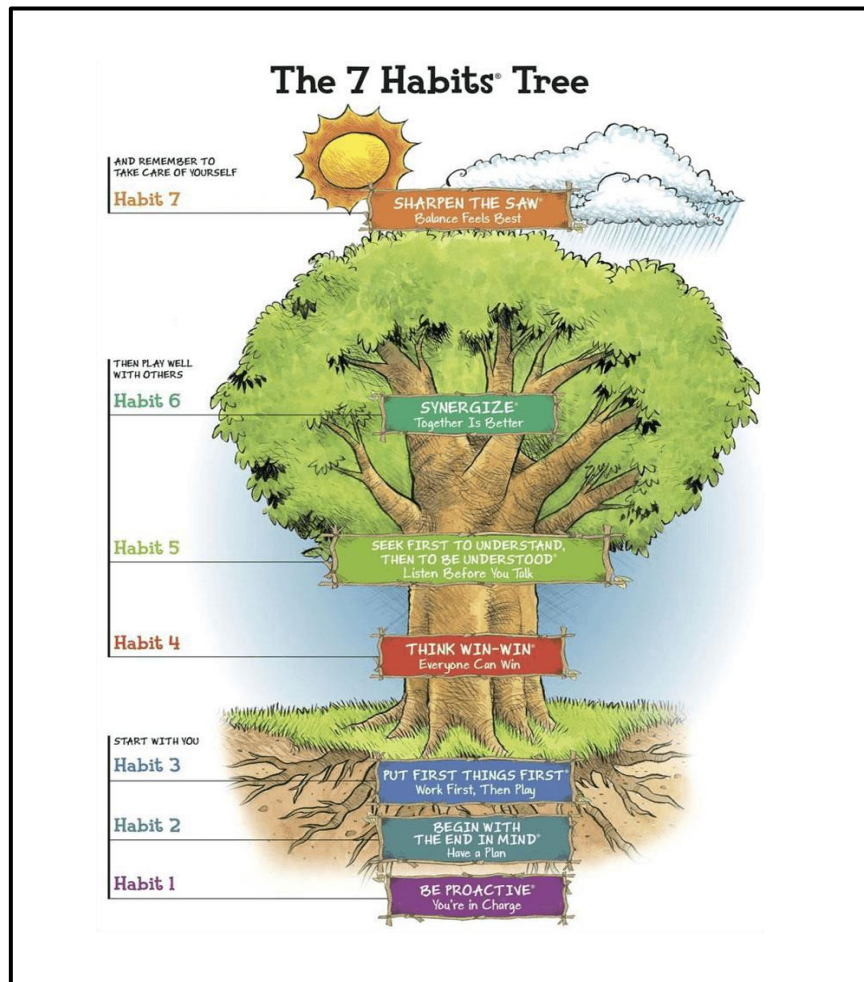 The 7 Habits® Tree
AND REMEMBER TO
TAKE CARE OF YOURSELF
Habit 7
SHARPEN THE SAW®
Balance Feels Best
THEN PLAY WELL
WITH OTHERS
Habit 6
SYNERGIZE®
Together Is Better
Habit 5
SEEK FIRST TO UNDERSTAND,
THEN TO BE UNDERSTOOD®
Listen Before You Talk
Habit 4
THINK WIN-WIN®
Everyone Can Win
START WITH YOU
Habit 3
PUT FIRST THINGS FIRST®
Work First, Then Play
Habit 2
BEGIN WITH
THE END IN MIND®
Have a Plan
Habit 1
BE PROACTIVE®
You're in Charge